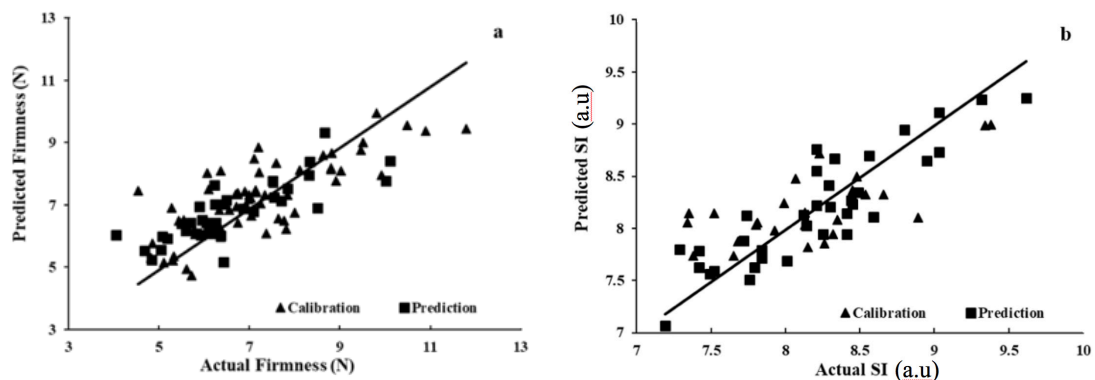 a
Predicted Firmness (N)
13
11
9
7
5
3
▲Calibration ■Prediction
3 5 7 9 11 13
Actual Firmness (N)
b
Predicted SI (a.u)
10
9.5
9
8.5
8
7.5
7
▲Calibration ■Prediction
7 7.5 8 8.5 9 9.5 10
Actual SI (a.u)